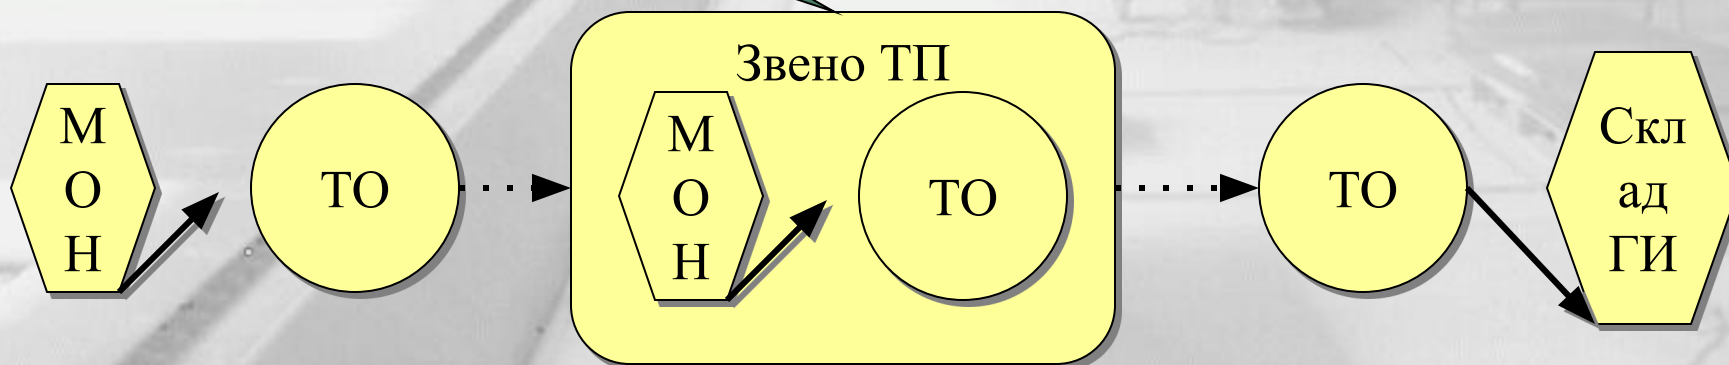 М
О
Н
ТО
Звено ТП
М
О
Н
ТО
ТО
Скл
ад
ГИ